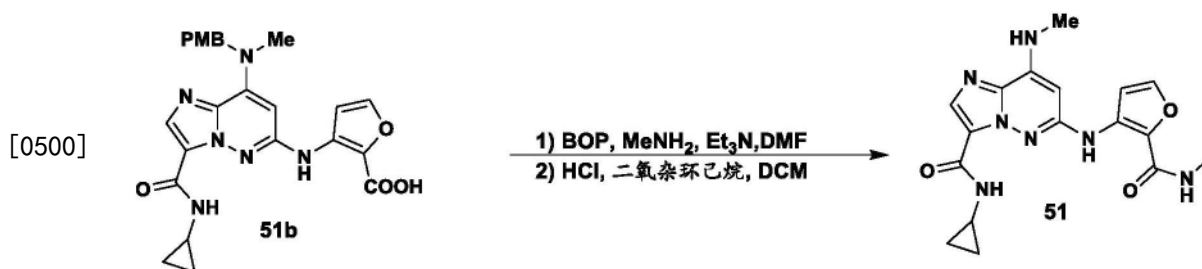 [0500]
PMB
N
Me
N
N
N
N
H
O
COOH
O
NH
51b
1) BOP, MeNH₂, Et₃N,DMF
2) HCl, 二氧杂环己烷, DCM
HN
Me
N
N
N
N
H
O
O
NH
O
N
H
51